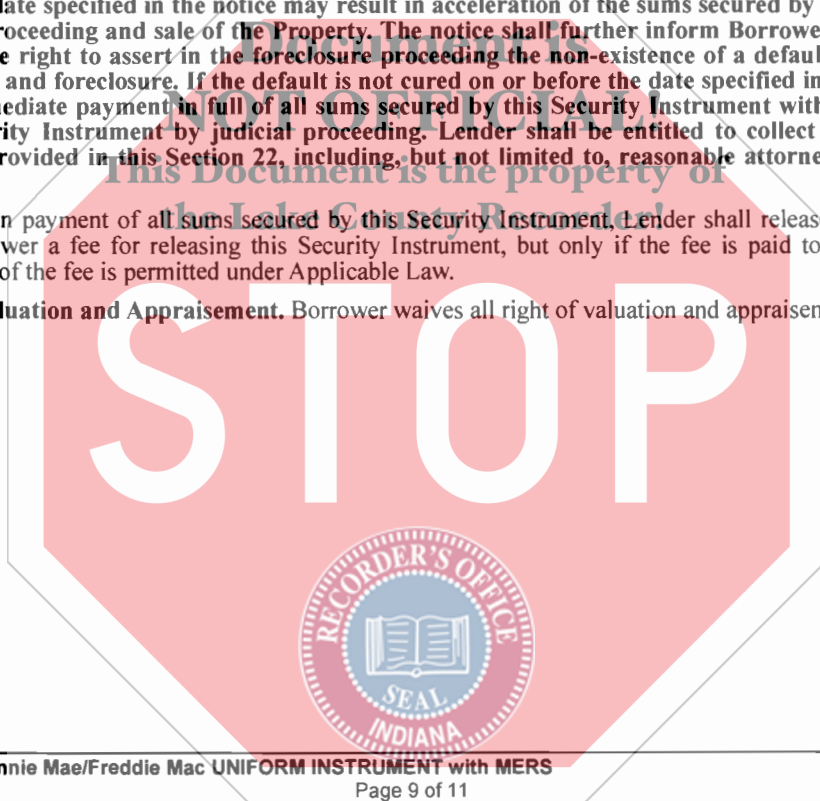 date specified in the notice may result in acceleration of the sums secured by
roceeding and sale of the Property. The notice shall further inform Borrowe
e right to assert in the foreclosure proceeding the non-existence of a defaul
and foreclosure. If the default is not cured on or before the date specified in
nediate payment in full of all sums secured by this Security Instrument with
rity Instrument by judicial proceeding. Lender shall be entitled to collect
rovided in this Section 22, including, but not limited to, reasonable attorne
n payment of all sums secured by this Security Instrument, Lender shall releas
wer a fee for releasing this Security Instrument, but only if the fee is paid to
of the fee is permitted under Applicable Law.
luation and Appraisement. Borrower waives all right of valuation and appraisen
Document is
NOT OFFICIAL!
This Document is the property of
the Lake County Recorder!
STOP
RECORDER'S OFFICE
SEAL
INDIANA
nnie Mae/Freddie Mac UNIFORM INSTRUMENT with MERS
Page 9 of 11